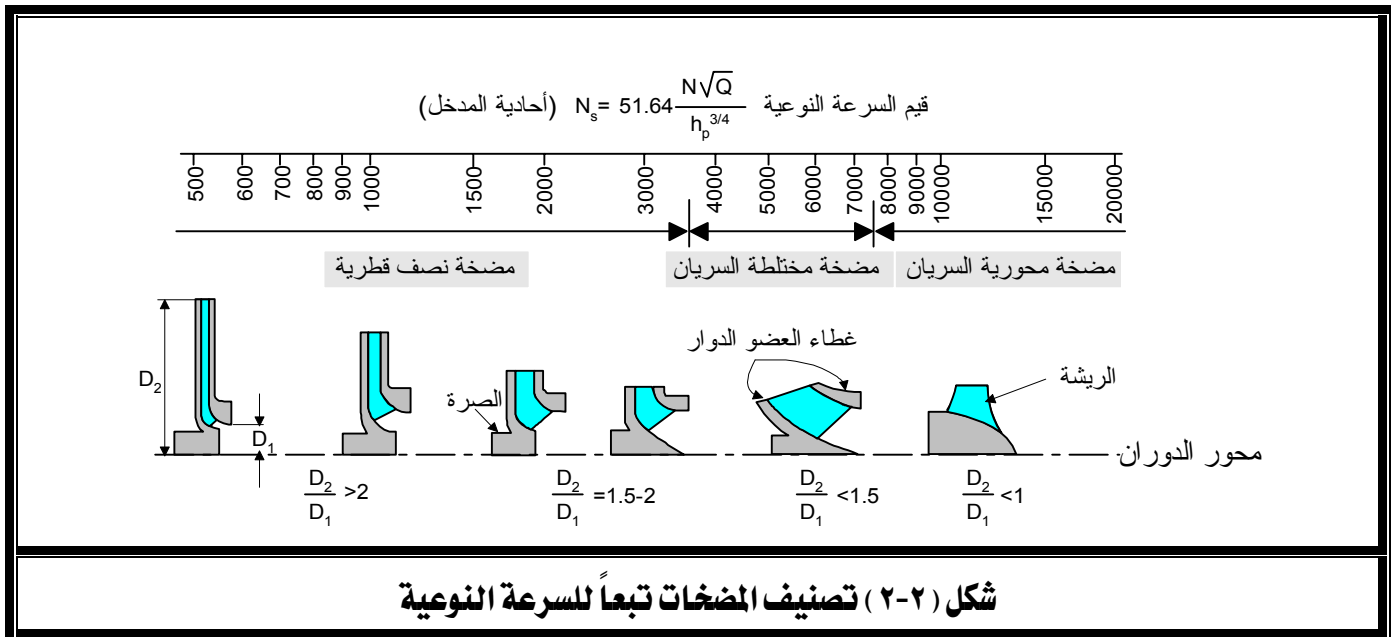 قيم السرعة النوعية N_s= 51.64 N√Q / h_p^3/4 (أحادية المدخل)
500 600 700 800 900 1000 1500 2000 3000 4000 5000 6000 7000 8000 9000 10000 15000 20000
مضخة نصف قطرية
مضخة مختلطة السريان
مضخة محورية السريان
غطاء العضو الدوار
الريشة
الصرة
D₂
D₁
محور الدوران
D₂/D₁ >2
D₂/D₁ =1.5-2
D₂/D₁ <1.5
D₂/D₁ <1
شكل (٢-٢) تصنيف المضخات تبعاً للسرعة النوعية